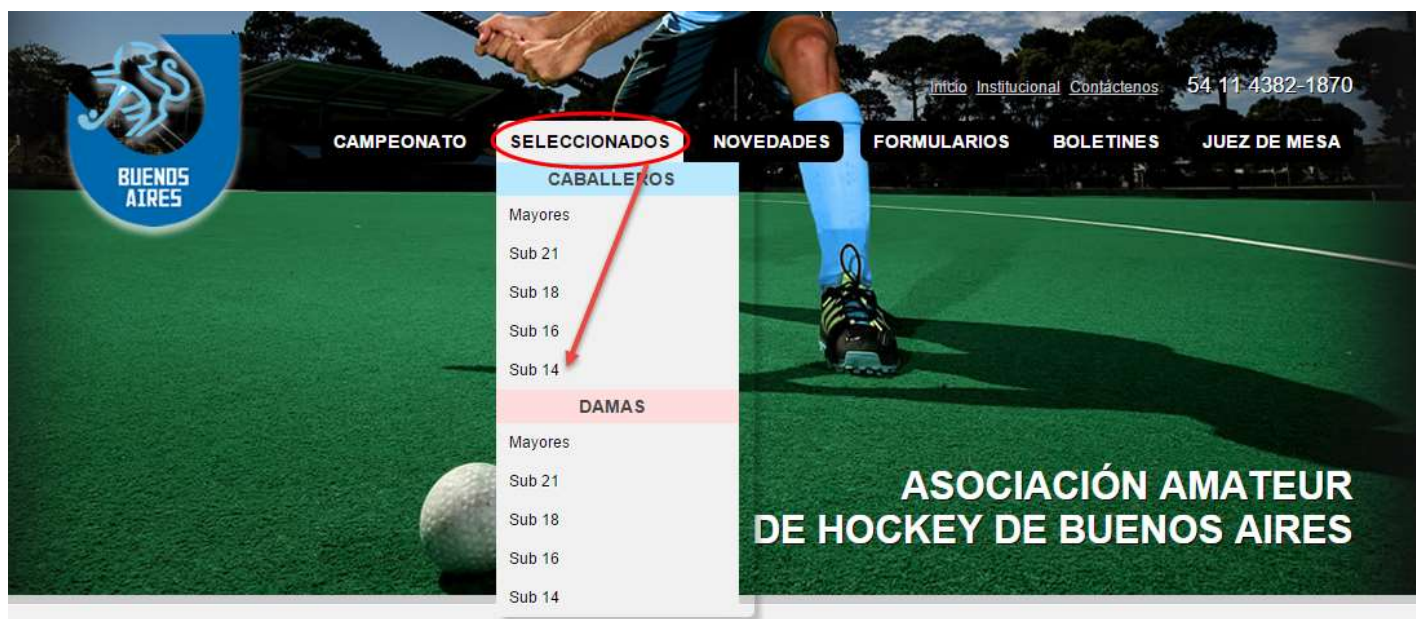 Inicio Institucional Contáctenos 54 11 4382-1870
CAMPEONATO SELECCIONADOS NOVEDADES FORMULARIOS BOLETINES JUEZ DE MESA
BUENOS
AIRES
CABALLEROS
Mayores
Sub 21
Sub 18
Sub 16
Sub 14
DAMAS
Mayores
Sub 21
Sub 18
Sub 16
Sub 14
ASOCIACIÓN AMATEUR
DE HOCKEY DE BUENOS AIRES